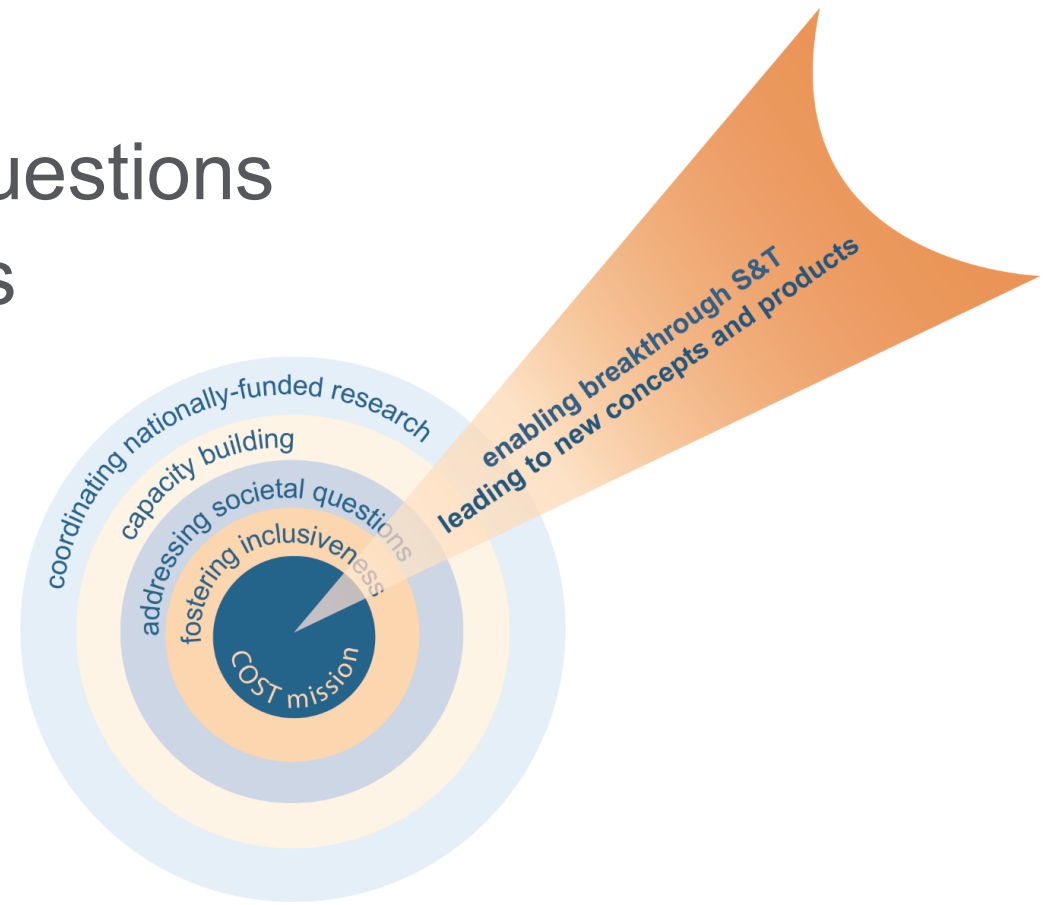 uestions
s
enabling breakthrough S&T
leading to new concepts and products
coordinating nationally-funded research
capacity building
addressing societal questions
fostering inclusiveness
COST mission